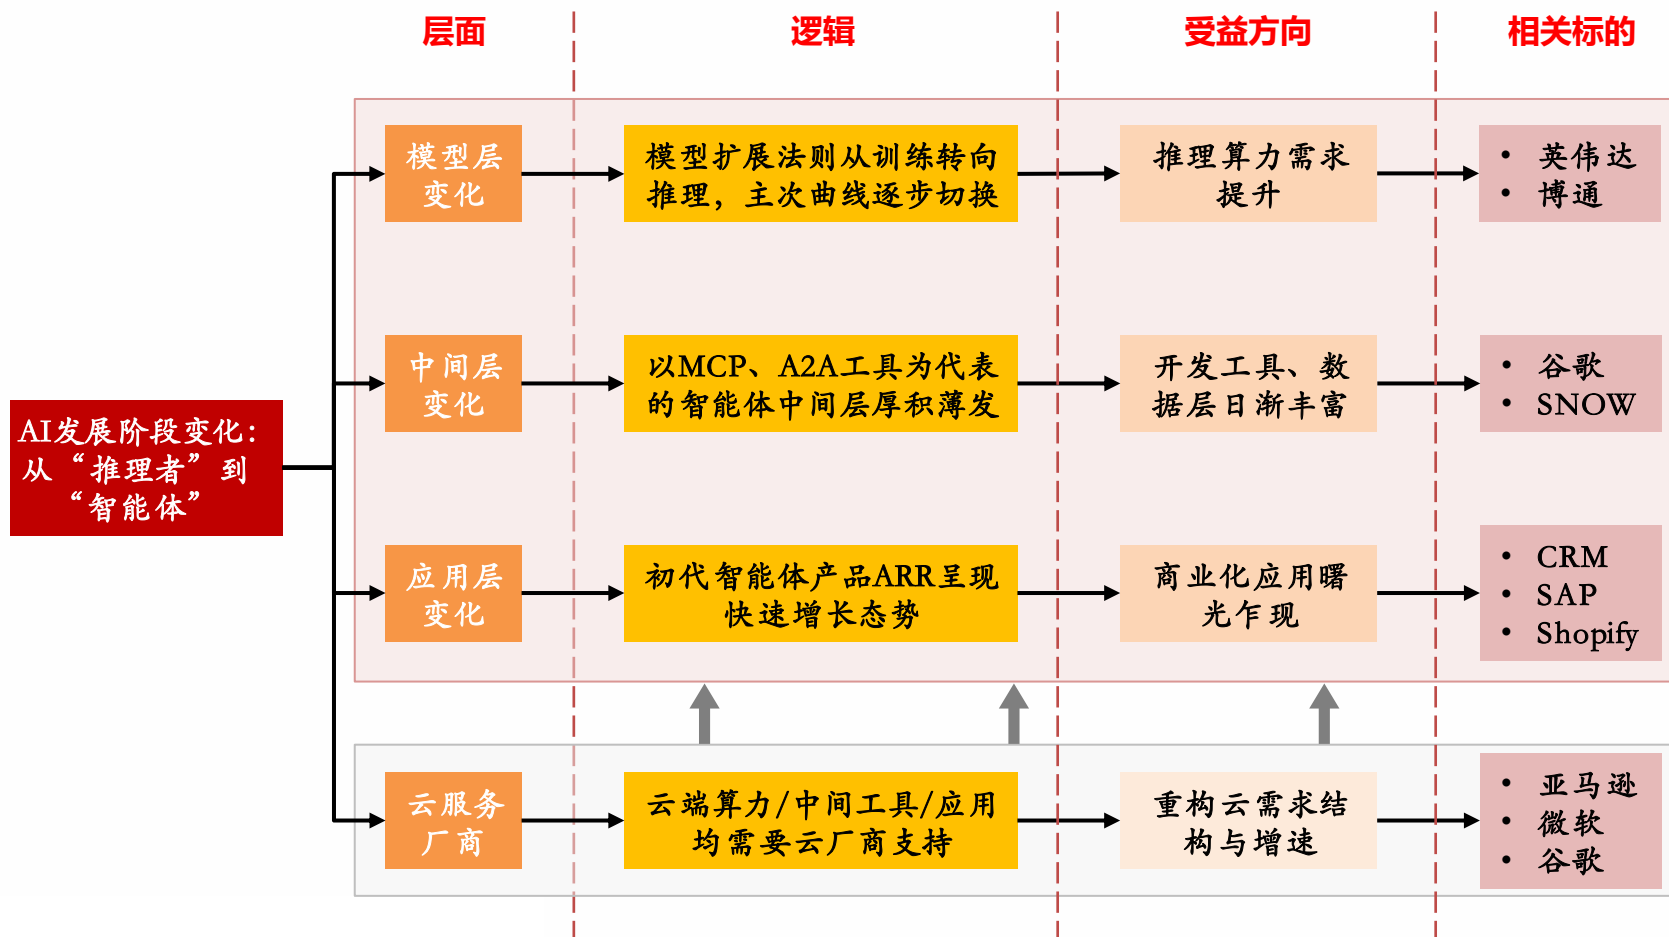 层面
逻辑
受益方向
相关标的
模型层
变化
模型扩展法则从训练转向
推理，主次曲线逐步切换
推理算力需求
提升
• 英伟达
• 博通
中间层
变化
以MCP、A2A工具为代表
的智能体中间层厚积薄发
开发工具、数
据层日渐丰富
• 谷歌
• SNOW
AI发展阶段变化：
从“推理者”到
“智能体”
应用层
变化
初代智能体产品ARR呈现
快速增长态势
商业化应用曙
光乍现
• CRM
• SAP
• Shopify
云服务
厂商
云端算力/中间工具/应用
均需要云厂商支持
重构云需求结
构与增速
• 亚马逊
• 微软
• 谷歌